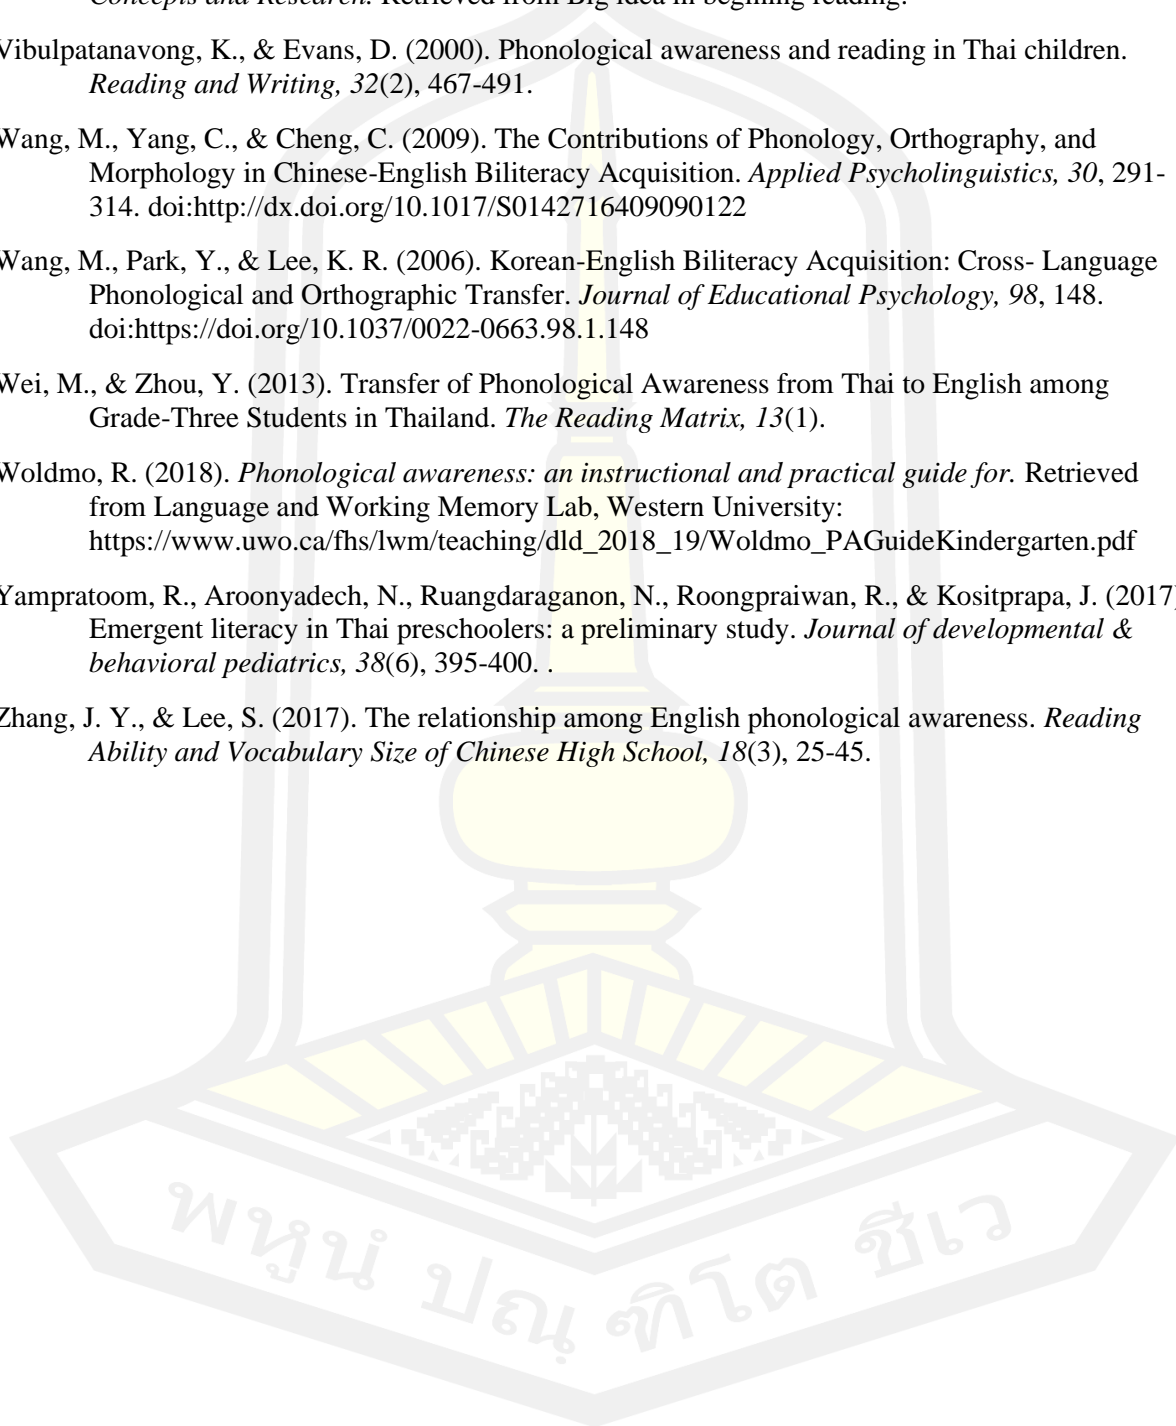 Concepts and Research. Retrieved from Big idea in begining reading:
Vibulpatanavong, K., & Evans, D. (2000). Phonological awareness and reading in Thai children.
Reading and Writing, 32(2), 467-491.
Wang, M., Yang, C., & Cheng, C. (2009). The Contributions of Phonology, Orthography, and
Morphology in Chinese-English Biliteracy Acquisition. Applied Psycholinguistics, 30, 291-
314. doi:http://dx.doi.org/10.1017/S0142716409090122
Wang, M., Park, Y., & Lee, K. R. (2006). Korean-English Biliteracy Acquisition: Cross- Language
Phonological and Orthographic Transfer. Journal of Educational Psychology, 98, 148.
doi:https://doi.org/10.1037/0022-0663.98.1.148
Wei, M., & Zhou, Y. (2013). Transfer of Phonological Awareness from Thai to English among
Grade-Three Students in Thailand. The Reading Matrix, 13(1).
Woldmo, R. (2018). Phonological awareness: an instructional and practical guide for. Retrieved
from Language and Working Memory Lab, Western University:
https://www.uwo.ca/fhs/lwm/teaching/dld_2018_19/Woldmo_PAGuideKindergarten.pdf
Yampratoom, R., Aroonyadech, N., Ruangdaraganon, N., Roongpraiwan, R., & Kositprapa, J. (2017)
Emergent literacy in Thai preschoolers: a preliminary study. Journal of developmental &
behavioral pediatrics, 38(6), 395-400. .
Zhang, J. Y., & Lee, S. (2017). The relationship among English phonological awareness. Reading
Ability and Vocabulary Size of Chinese High School, 18(3), 25-45.
พหูนํ ปณฺฑิโต ชีเว